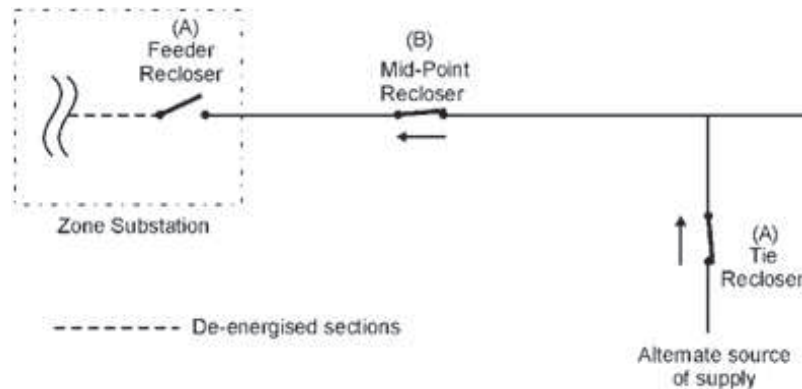 (A)
Feeder
Recloser
(B)
Mid-Point
Recloser
Zone Substation
(A)
Tie
Recloser
De-energised sections
Alternate source
of supply